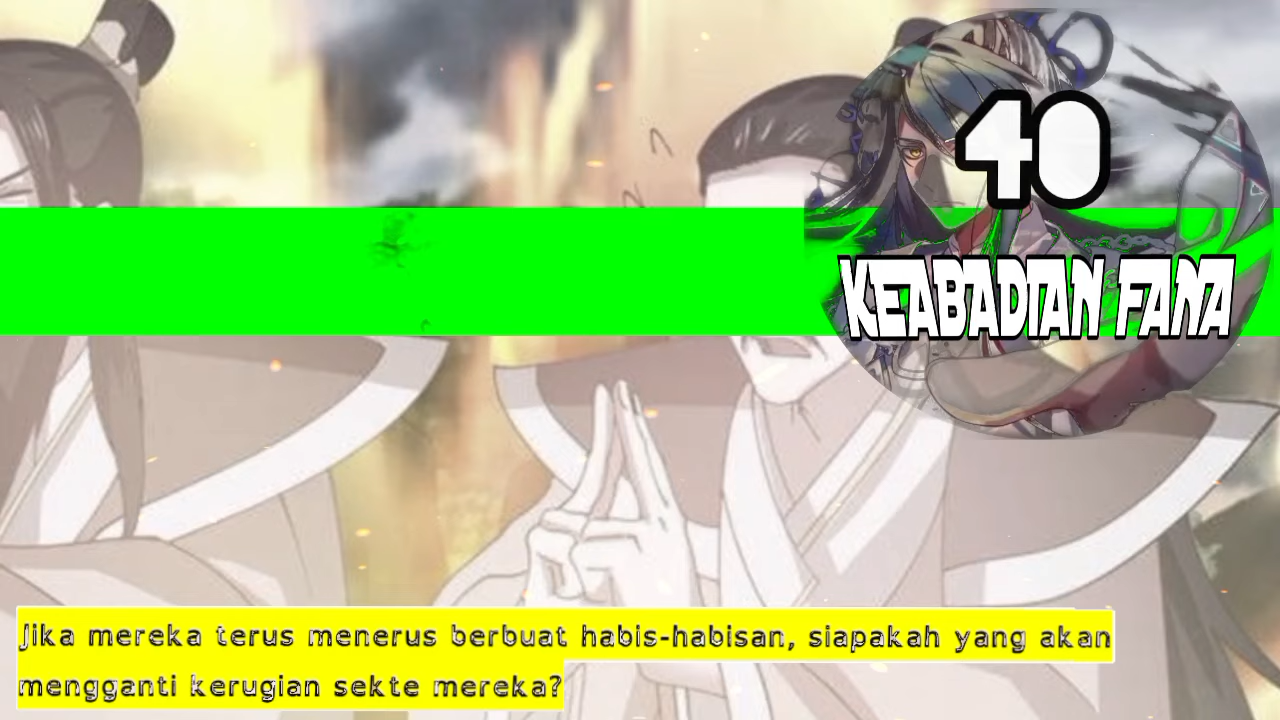 40
KEABADIAN FANA
Jika mereka terus menerus berbuat habis-habisan, siapakah yang akan
mengganti kerugian sekte mereka?